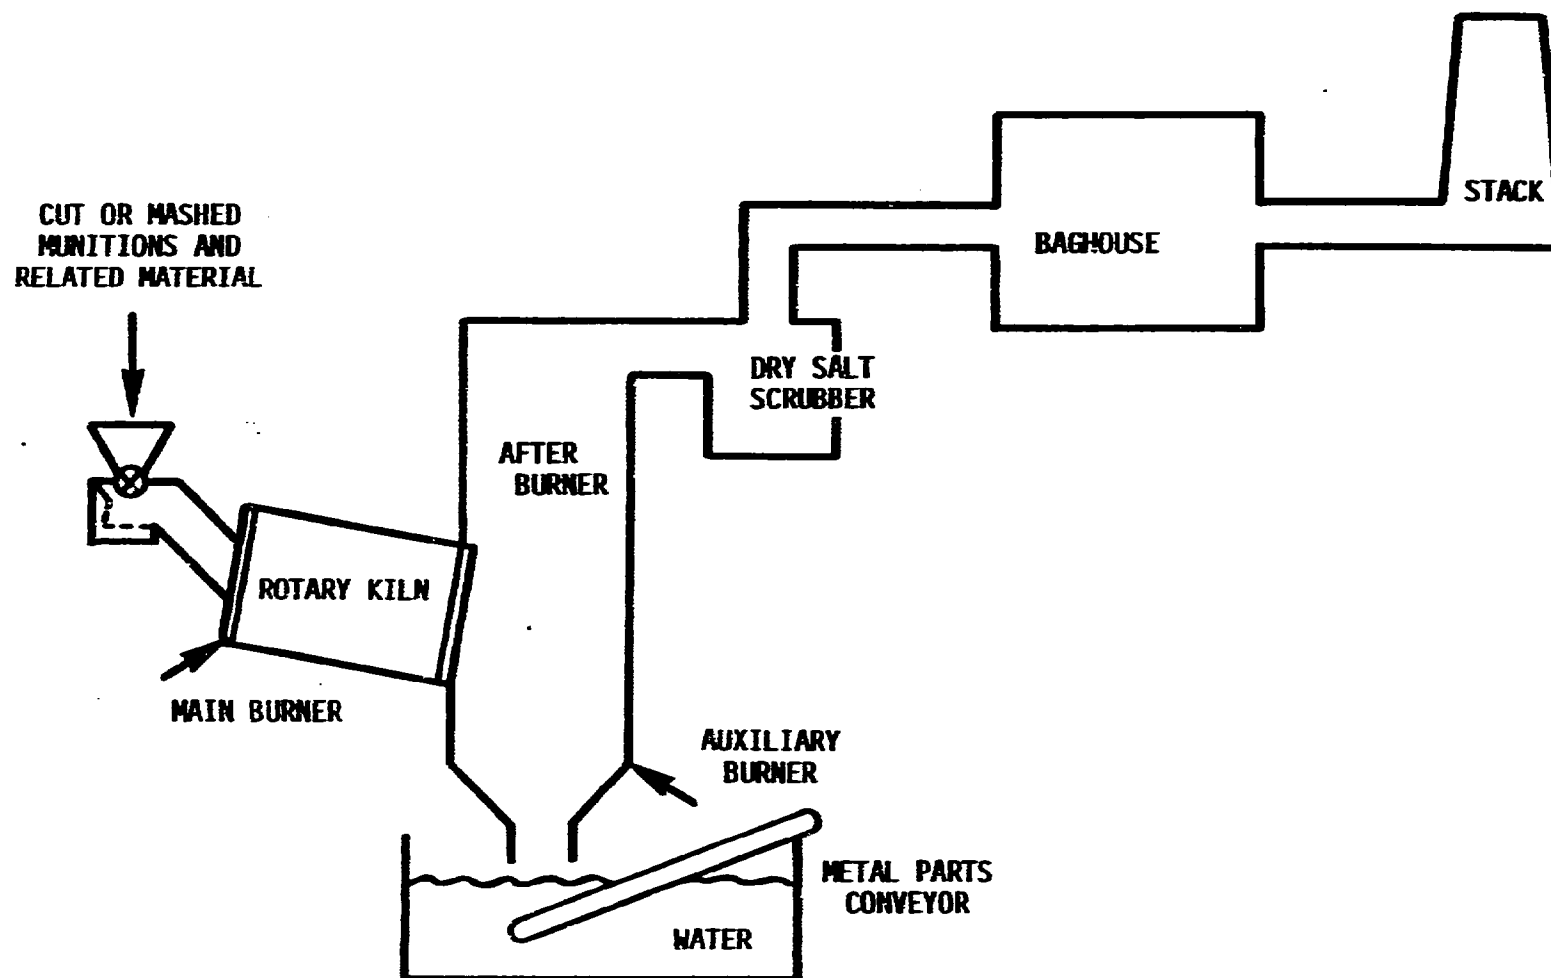 STACK
CUT OR MASHED
MUNITIONS AND
RELATED MATERIAL
BAGHOUSE
DRY SALT
SCRUBBER
AFTER
BURNER
ROTARY KILN
MAIN BURNER
AUXILIARY
BURNER
METAL PARTS
CONVEYOR
WATER